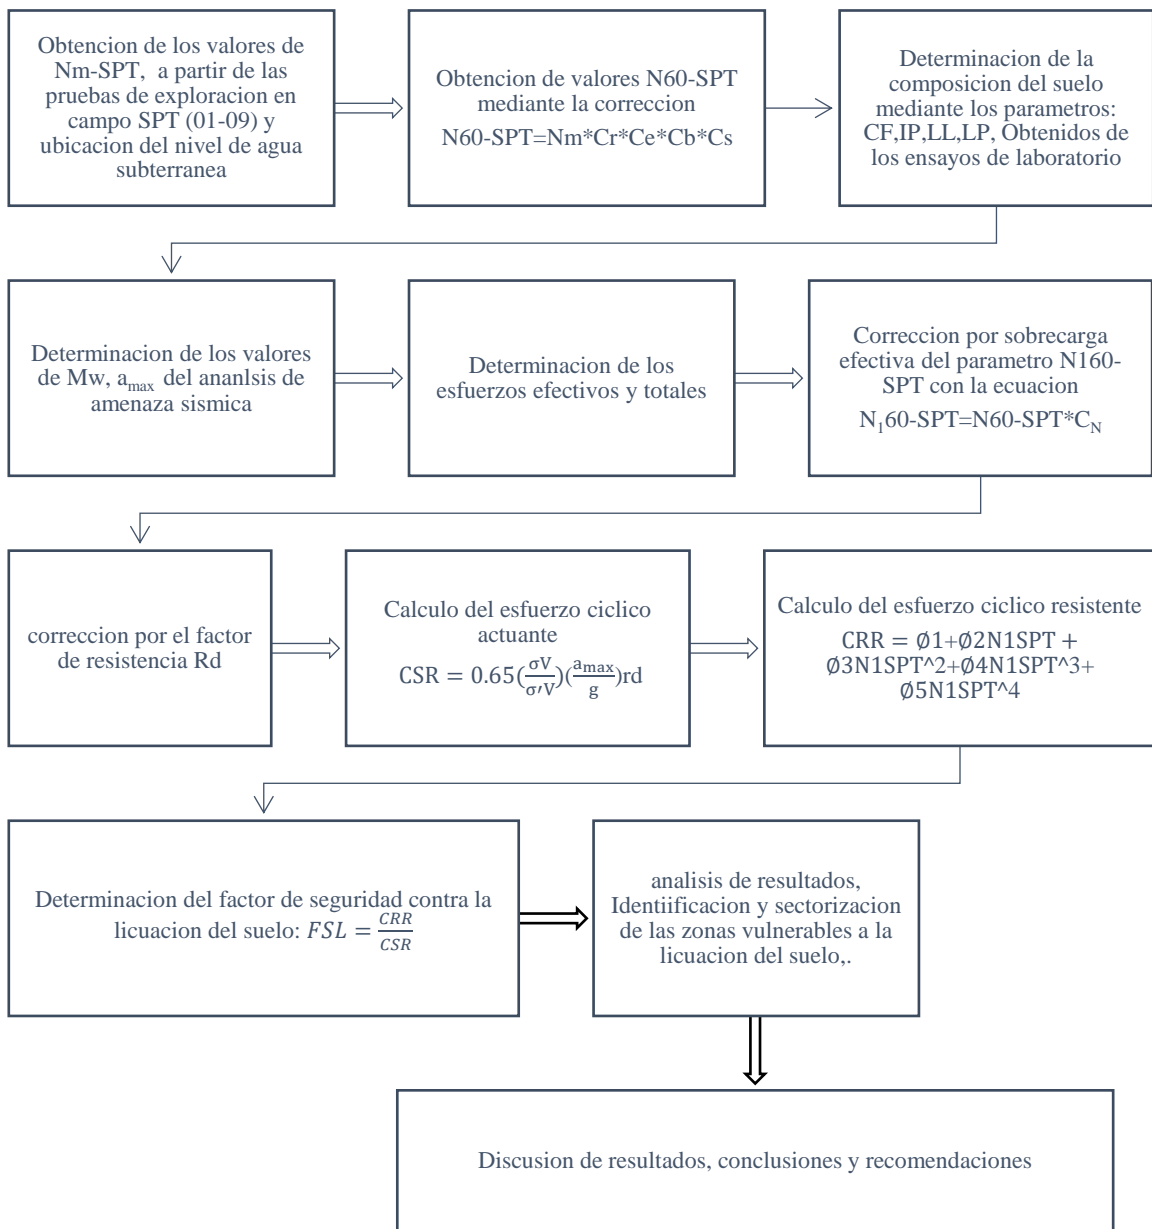 Obtencion de los valores de
Nm-SPT, a partir de las
pruebas de exploracion en
campo SPT (01-09) y
ubicacion del nivel de agua
subterranea
Obtencion de valores N60-SPT
mediante la correccion
N60-SPT=Nm*Cr*Ce*Cb*Cs
Determinacion de la
composicion del suelo
mediante los parametros:
CF,IP,LL,LP, Obtenidos de
los ensayos de laboratorio
Determinacion de los valores
de Mw, a_max del ananlsis de
amenaza sismica
Determinacion de los
esfuerzos efectivos y totales
Correccion por sobrecarga
efectiva del parametro N160-
SPT con la ecuacion
N₁60-SPT=N60-SPT*C_N
correccion por el factor
de resistencia Rd
Calculo del esfuerzo ciclico
actuante
CSR = 0.65(σV/σ′V)(a_max/g)rd
Calculo del esfuerzo ciclico resistente
CRR = Ø1+Ø2N1SPT +
Ø3N1SPT^2+Ø4N1SPT^3+
Ø5N1SPT^4
Determinacion del factor de seguridad contra la
licuacion del suelo: FSL = CRR/CSR
analisis de resultados,
Identiificacion y sectorizacion
de las zonas vulnerables a la
licuacion del suelo,.
Discusion de resultados, conclusiones y recomendaciones